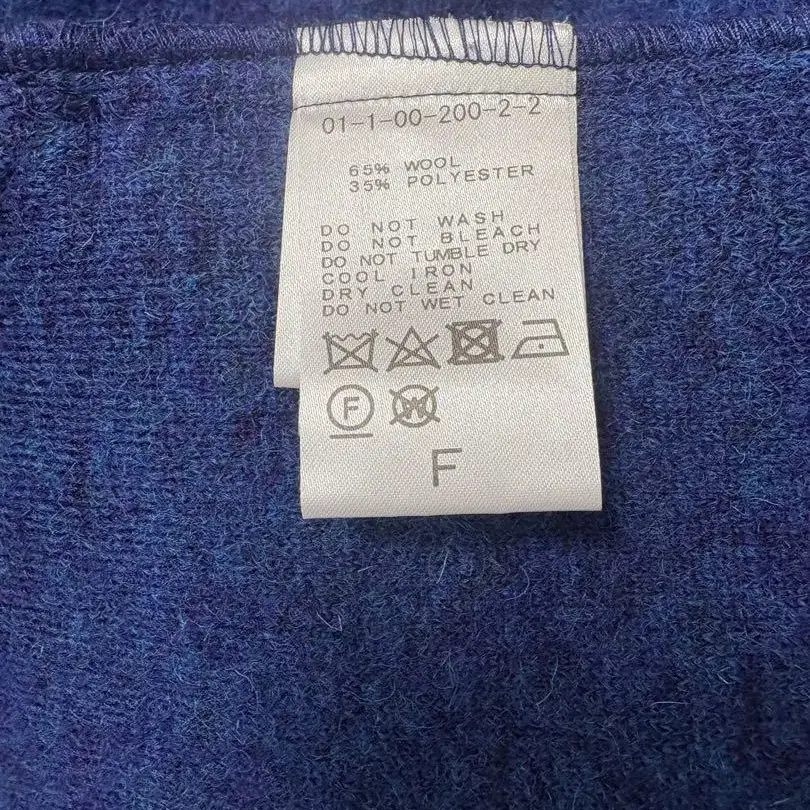 01-1-00-200-2-2
65% WOOL
35% POLYESTER
DO NOT WASH
DO NOT BLEACH
DO NOT TUMBLE DRY
COOL IRON
DRY CLEAN
DO NOT WET CLEAN
F W
F